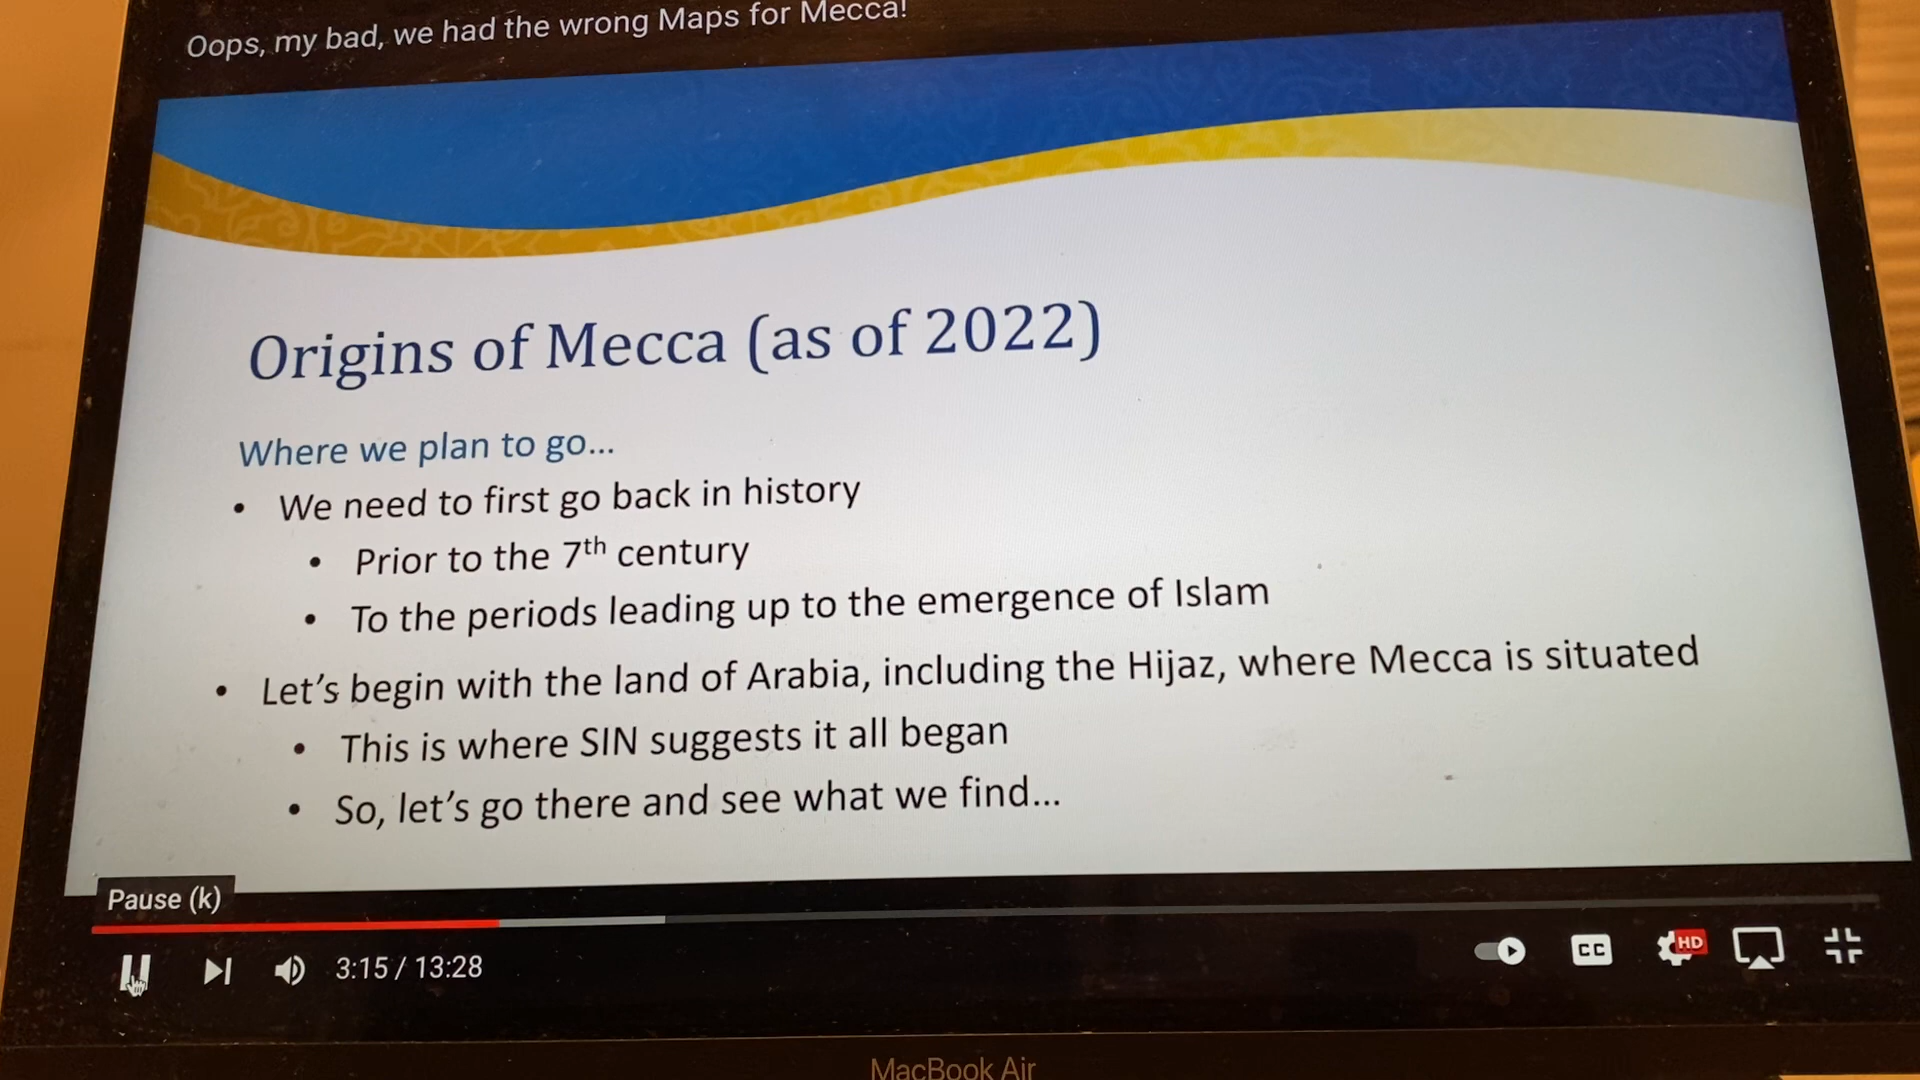 Oops, my bad, we had the wrong Maps for Mecca!
Origins of Mecca (as of 2022)
Where we plan to go...
• We need to first go back in history
• Prior to the 7th century
• To the periods leading up to the emergence of Islam
• Let's begin with the land of Arabia, including the Hijaz, where Mecca is situated
• This is where SIN suggests it all began
• So, let's go there and see what we find...
Pause (k)
3:15 / 13:28
CC
HD
MacBook Air